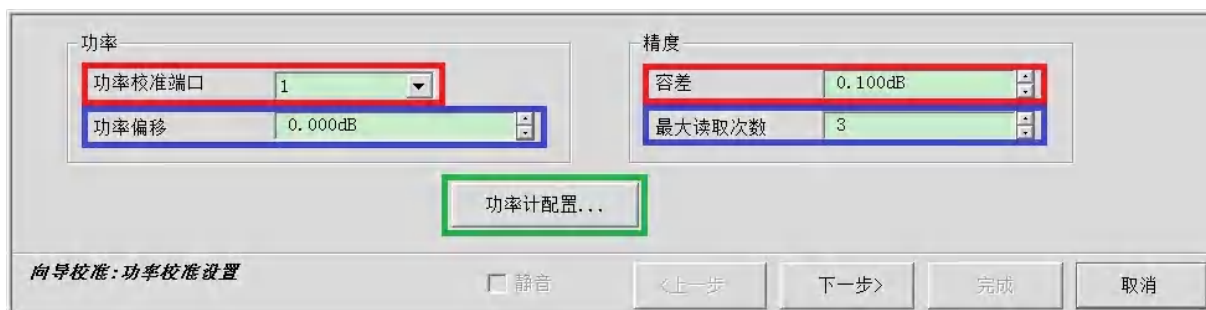 功率
功率校准端口 1
功率偏移 0.000dB
精度
容差 0.100dB
最大读取次数 3
功率计配置...
向导校准:功率校准设置 静音 <上一步 下一步> 完成 取消